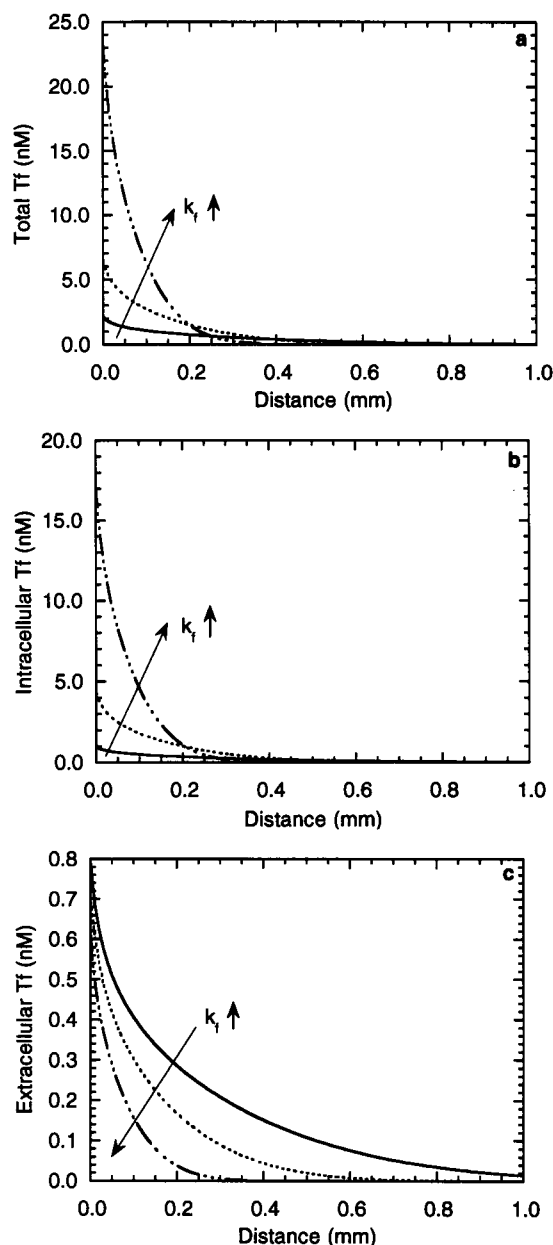 a
25.0
20.0
15.0
10.0
5.0
0.0
Total Tf (nM)
k_f ↑
0.0 0.2 0.4 0.6 0.8 1.0
Distance (mm)
b
20.0
15.0
10.0
5.0
0.0
Intracellular Tf (nM)
k_f ↑
0.0 0.2 0.4 0.6 0.8 1.0
Distance (mm)
c
0.8
0.7
0.6
0.5
0.4
0.3
0.2
0.1
0.0
Extracellular Tf (nM)
k_f ↑
0.0 0.2 0.4 0.6 0.8 1.0
Distance (mm)